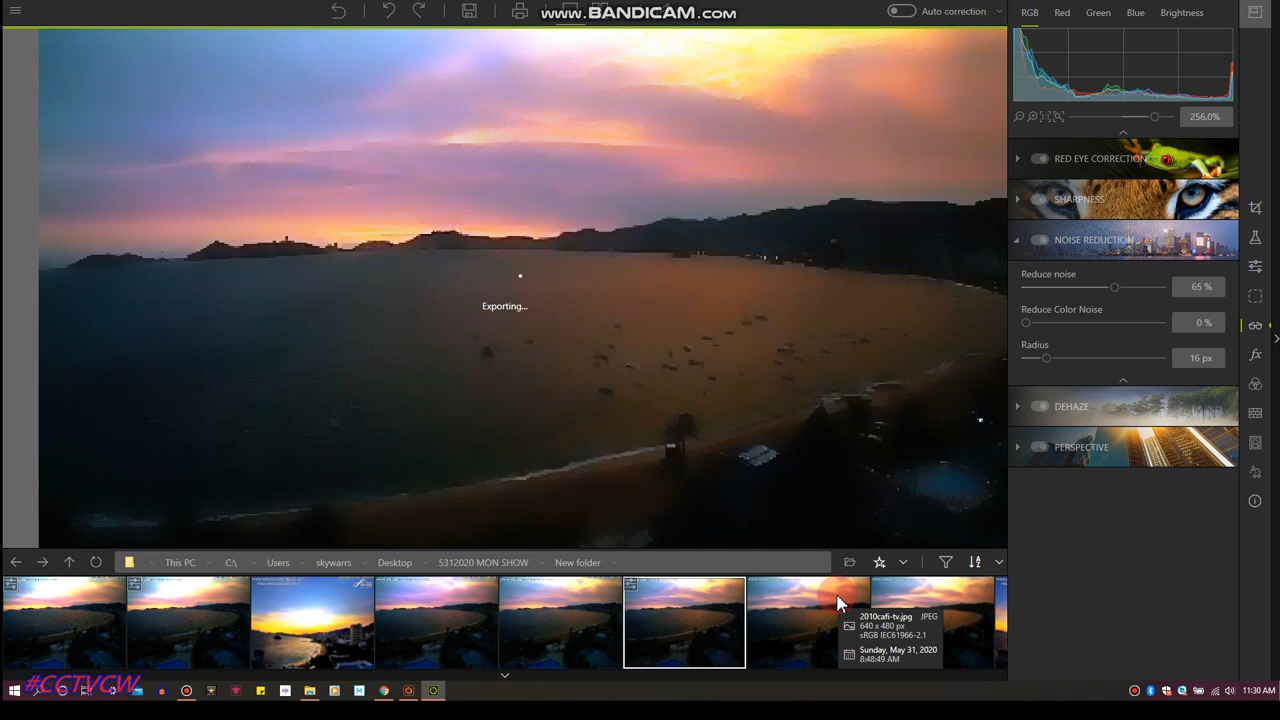 www.BANDICAM.com
Auto correction
RGB
Red
Green
Blue
Brightness
256.0%
RED EYE CORRECTION
SHARPNESS
NOISE REDUCTION
Reduce noise
65 %
Reduce Color Noise
0 %
Radius
16 px
DEHAZE
PERSPECTIVE
Exporting...
This PC
C:\
Users
skywarrs
Desktop
5312020 MON SHOW
New folder
2010cafi-tv.jpg JPEG
640 x 480 px
sRGB IEC61966-2.1
Sunday, May 31, 2020
8:48:49 AM
#CCTVCW
11:30 AM